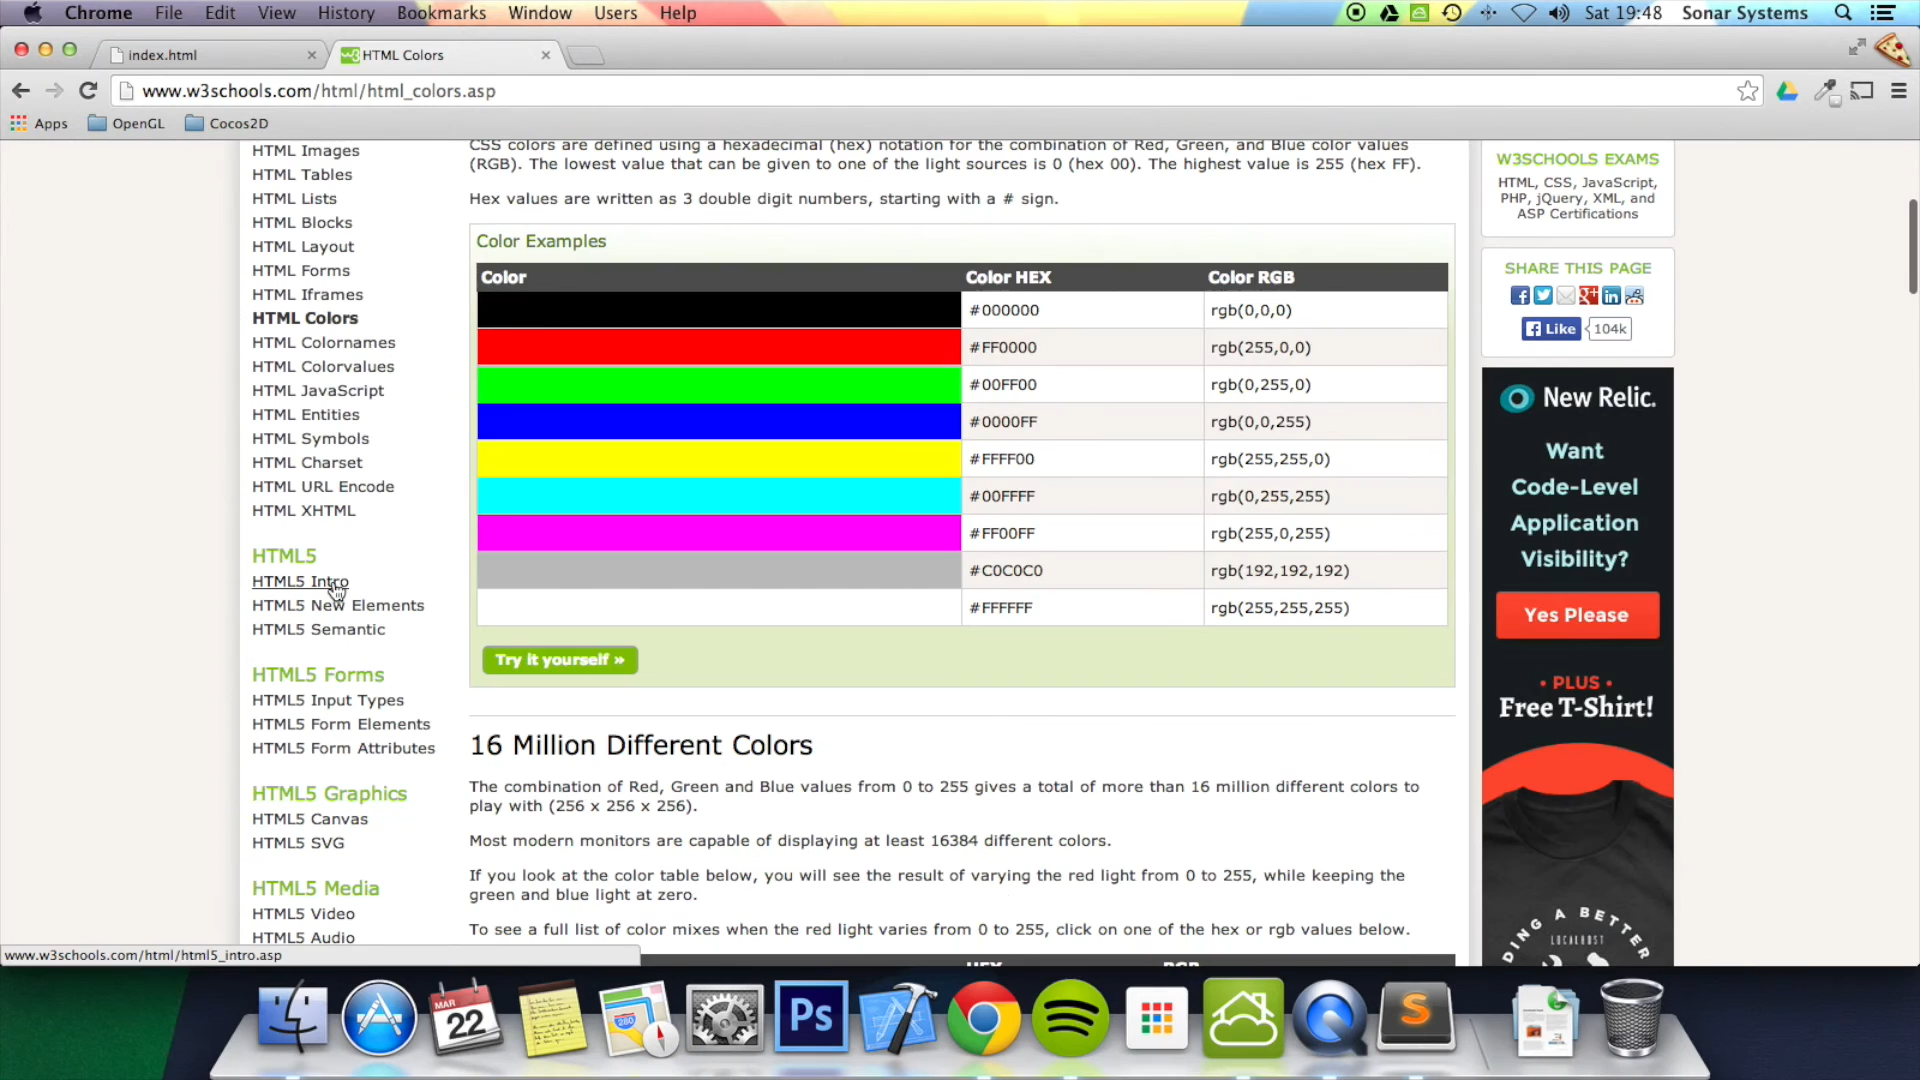 Chrome File Edit View History Bookmarks Window Users Help Sat 19:48 Sonar Systems
index.html HTML Colors
www.w3schools.com/html/html_colors.asp
Apps OpenGL Cocos2D
HTML Images
HTML Tables
HTML Lists
HTML Blocks
HTML Layout
HTML Forms
HTML Iframes
HTML Colors
HTML Colornames
HTML Colorvalues
HTML JavaScript
HTML Entities
HTML Symbols
HTML Charset
HTML URL Encode
HTML XHTML
HTML5
HTML5 Intro
HTML5 New Elements
HTML5 Semantic
HTML5 Forms
HTML5 Input Types
HTML5 Form Elements
HTML5 Form Attributes
HTML5 Graphics
HTML5 Canvas
HTML5 SVG
HTML5 Media
HTML5 Video
HTML5 Audio
www.w3schools.com/html/html5_intro.asp
CSS colors are defined using a hexadecimal (hex) notation for the combination of Red, Green, and Blue color values
(RGB). The lowest value that can be given to one of the light sources is 0 (hex 00). The highest value is 255 (hex FF).
Hex values are written as 3 double digit numbers, starting with a # sign.
Color Examples
Color Color HEX Color RGB
#000000 rgb(0,0,0)
#FF0000 rgb(255,0,0)
#00FF00 rgb(0,255,0)
#0000FF rgb(0,0,255)
#FFFF00 rgb(255,255,0)
#00FFFF rgb(0,255,255)
#FF00FF rgb(255,0,255)
#C0C0C0 rgb(192,192,192)
#FFFFFF rgb(255,255,255)
Try it yourself »
16 Million Different Colors
The combination of Red, Green and Blue values from 0 to 255 gives a total of more than 16 million different colors to
play with (256 x 256 x 256).
Most modern monitors are capable of displaying at least 16384 different colors.
If you look at the color table below, you will see the result of varying the red light from 0 to 255, while keeping the
green and blue light at zero.
To see a full list of color mixes when the red light varies from 0 to 255, click on one of the hex or rgb values below.
HEX RGB
W3SCHOOLS EXAMS
HTML, CSS, JavaScript,
PHP, jQuery, XML, and
ASP Certifications
SHARE THIS PAGE
Like 104k
New Relic.
Want
Code-Level
Application
Visibility?
Yes Please
• PLUS •
Free T-Shirt!
DING A BETTER
LOCALHOST
MAR
22
280
Ps
S